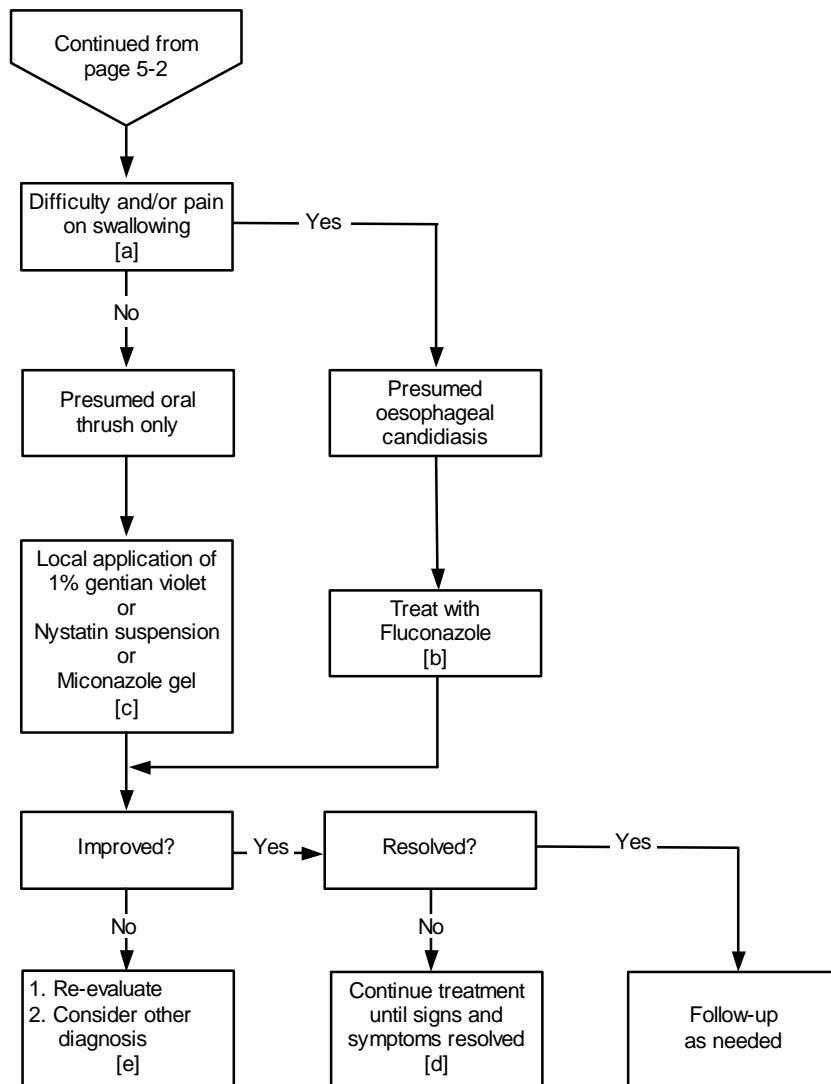 Continued from
page 5-2
Difficulty and/or pain
on swallowing
[a]
Yes
No
Presumed oral
thrush only
Presumed
oesophageal
candidiasis
Local application of
1% gentian violet
or
Nystatin suspension
or
Miconazole gel
[c]
Treat with
Fluconazole
[b]
Improved?
Yes
Resolved?
Yes
No
No
1. Re-evaluate
2. Consider other
diagnosis
[e]
Continue treatment
until signs and
symptoms resolved
[d]
Follow-up
as needed